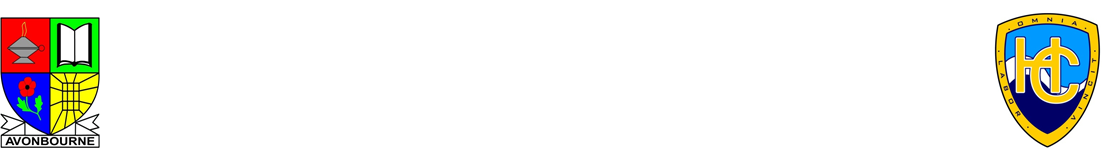 AVONBOURNE
· OMNIA ·
· LABOR ·
VINCIT ·
HC